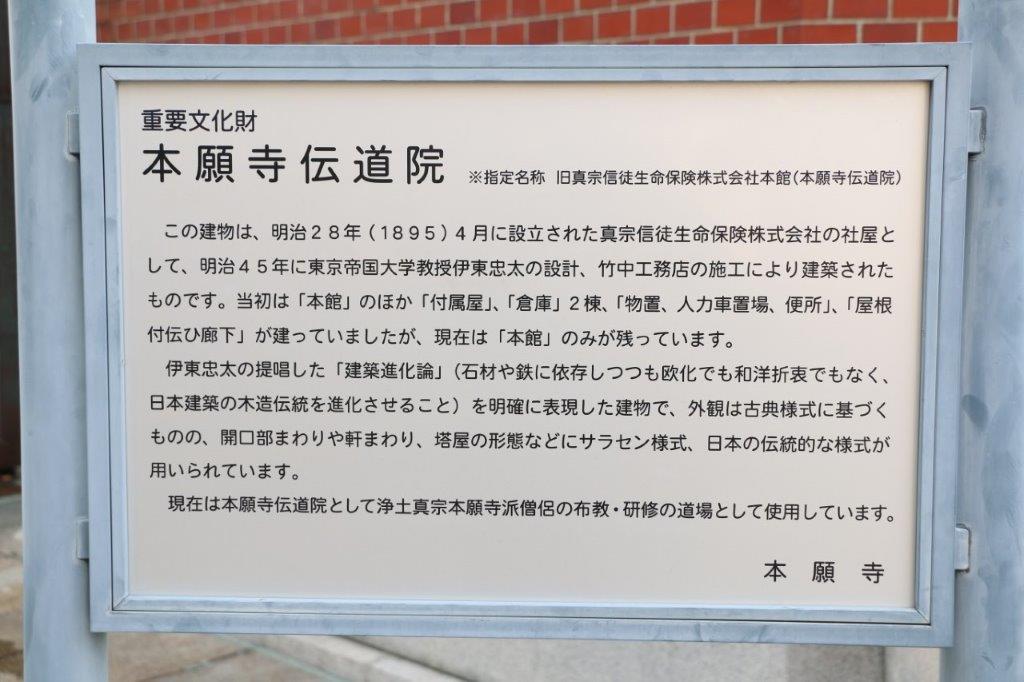 重要文化財
本願寺伝道院 ※指定名称 旧真宗信徒生命保険株式会社本館(本願寺伝道院)
この建物は、明治28年(1895)4月に設立された真宗信徒生命保険株式会社の社屋と
して、明治45年に東京帝国大学教授伊東忠太の設計、竹中工務店の施工により建築された
ものです。当初は「本館」のほか「付属屋」、「倉庫」2棟、「物置、人力車置場、便所」、「屋根
付伝ひ廊下」が建っていましたが、現在は「本館」のみが残っています。
伊東忠太の提唱した「建築進化論」(石材や鉄に依存しつつも欧化でも和洋折衷でもなく、
日本建築の木造伝統を進化させること)を明確に表現した建物で、外観は古典様式に基づく
ものの、開口部まわりや軒まわり、塔屋の形態などにサラセン様式、日本の伝統的な様式が
用いられています。
現在は本願寺伝道院として浄土真宗本願寺派僧侶の布教・研修の道場として使用しています。
本願寺